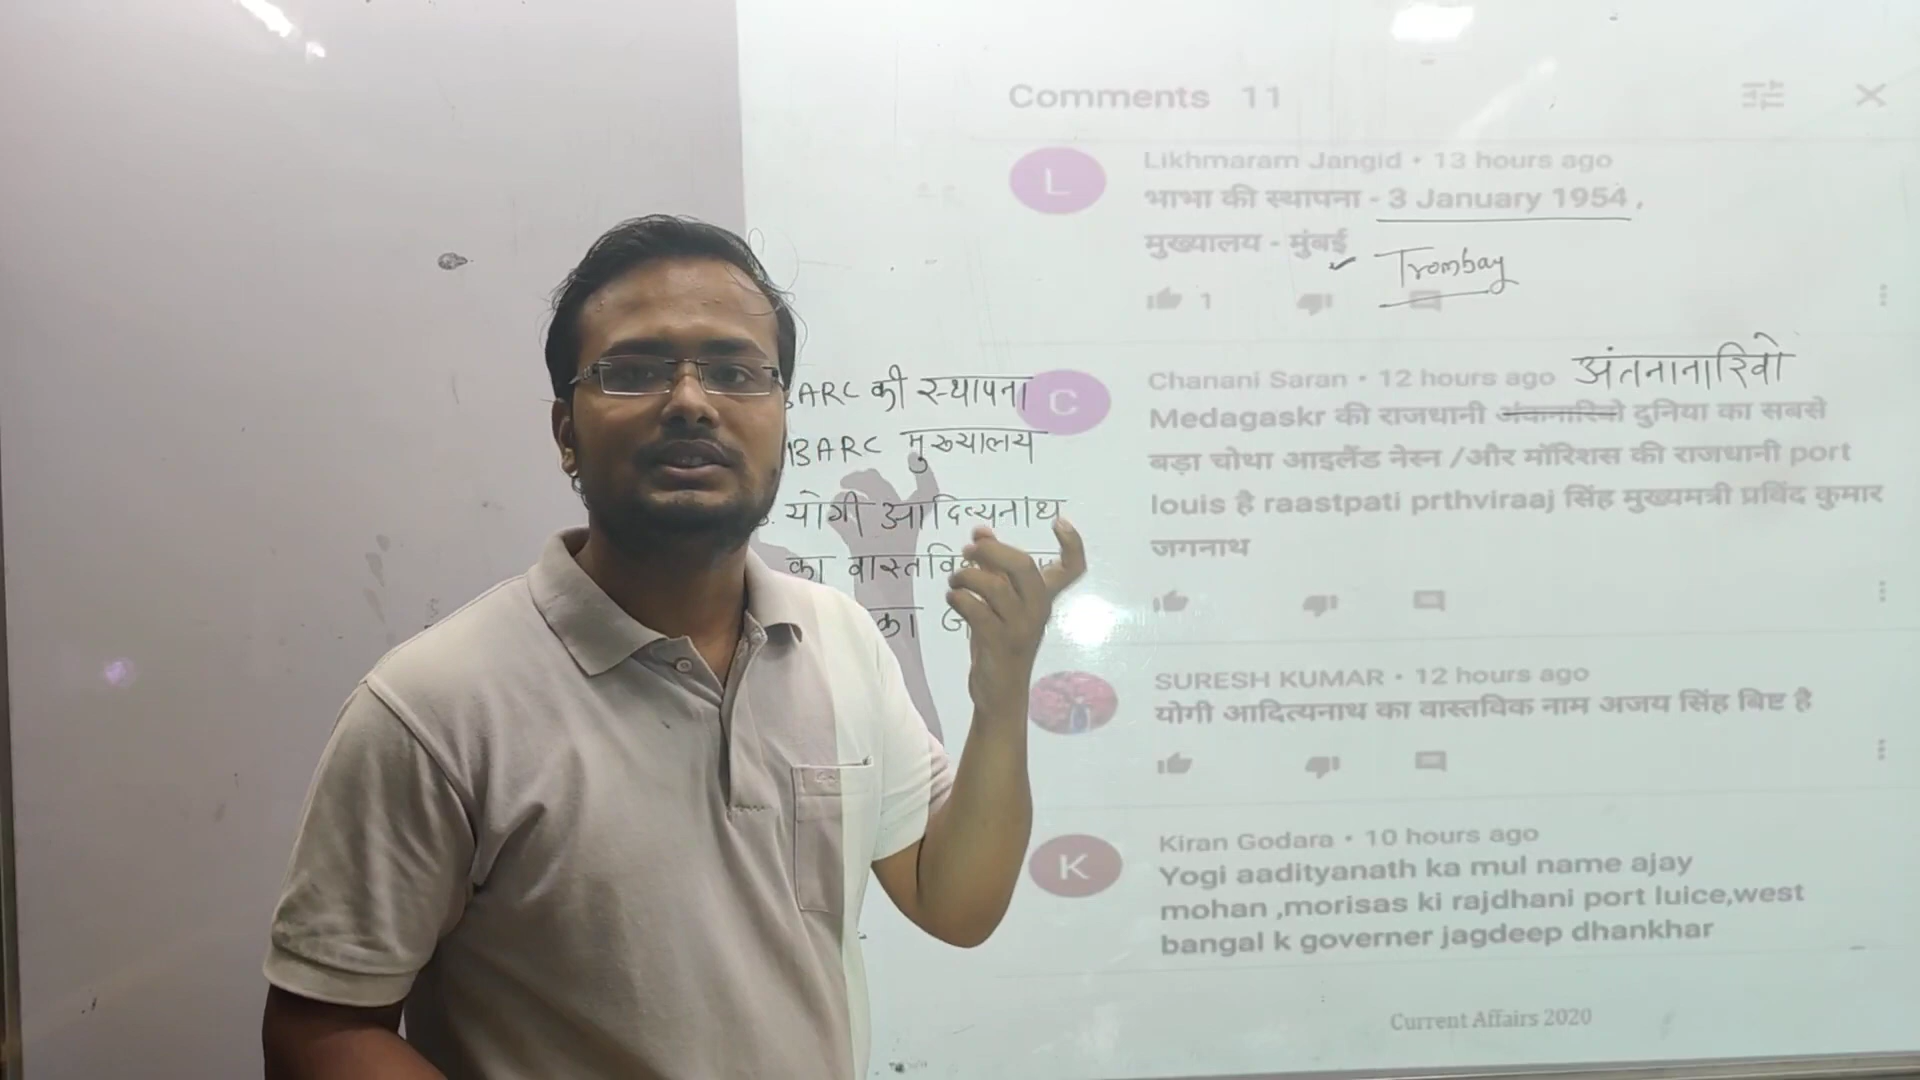 Comments 11
Likhmaram Jangid • 13 hours ago
भाभा की स्थापना - 3 January 1954,
मुख्यालय - मुंबई
Trombay
1
ARC की स्थापना
BARC मुख्यालय
योगी आदित्यनाथ
का
का
L
C
Chanani Saran • 12 hours ago
अंतनानारिवो
Medagaskr की राजधानी अंतानारिवो दुनिया का सबसे
बड़ा चोथा आइलैंड नेस्न /और मॉरिशस की राजधानी port
louis है raastpati prthviraaj सिंह मुख्यमत्री प्रविंद कुमार
जगनाथ
SURESH KUMAR • 12 hours ago
योगी आदित्यनाथ का वास्तविक नाम अजय सिंह बिष्ट है
K
Kiran Godara • 10 hours ago
Yogi aadityanath ka mul name ajay
mohan ,morisas ki rajdhani port luice,west
bangal k governer jagdeep dhankhar
Current Affairs 2020